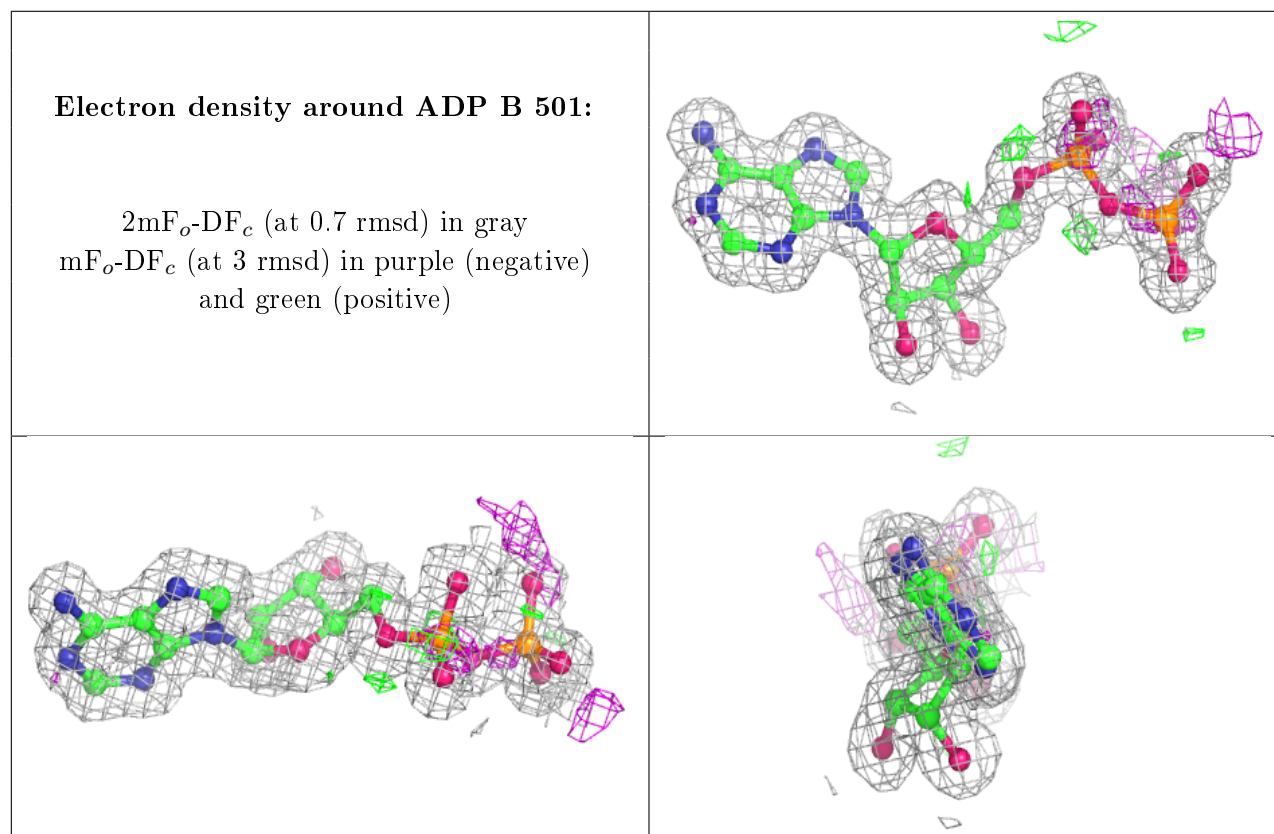 Electron density around ADP B 501:
2mFo-DFc (at 0.7 rmsd) in gray
mFo-DFc (at 3 rmsd) in purple (negative)
and green (positive)